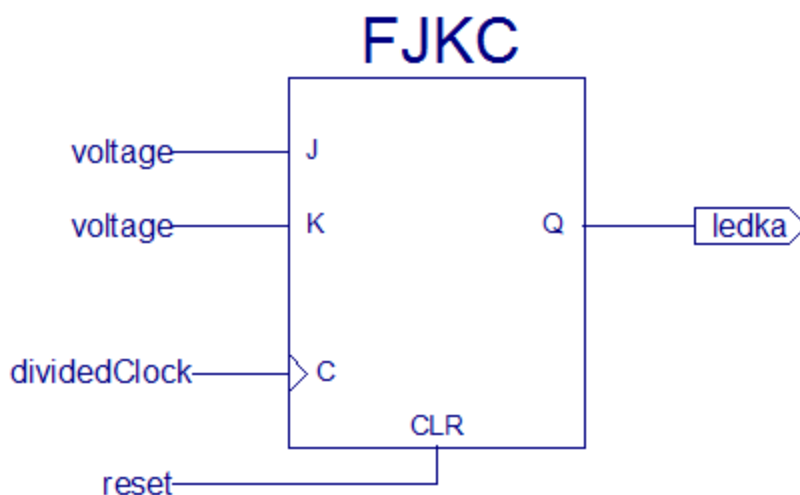 FJKC
voltage J
voltage K Q ledka
dividedClock C
CLR
reset